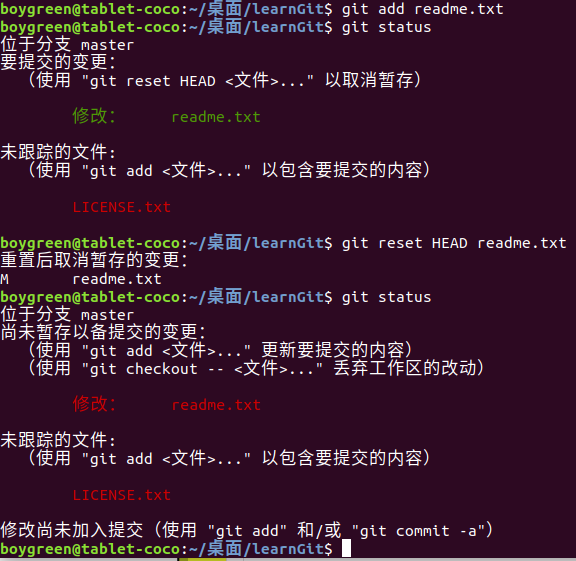 boygreen@tablet-coco:~/桌面/learnGit$ git add readme.txt
boygreen@tablet-coco:~/桌面/learnGit$ git status
位于分支 master
要提交的变更：
  （使用 "git reset HEAD <文件>..." 以取消暂存）
        修改：     readme.txt
未跟踪的文件:
  （使用 "git add <文件>..." 以包含要提交的内容）
        LICENSE.txt
boygreen@tablet-coco:~/桌面/learnGit$ git reset HEAD readme.txt
重置后取消暂存的变更：
M       readme.txt
boygreen@tablet-coco:~/桌面/learnGit$ git status
位于分支 master
尚未暂存以备提交的变更：
  （使用 "git add <文件>..." 更新要提交的内容）
  （使用 "git checkout -- <文件>..." 丢弃工作区的改动）
        修改：     readme.txt
未跟踪的文件:
  （使用 "git add <文件>..." 以包含要提交的内容）
        LICENSE.txt
修改尚未加入提交（使用 "git add" 和/或 "git commit -a"）
boygreen@tablet-coco:~/桌面/learnGit$